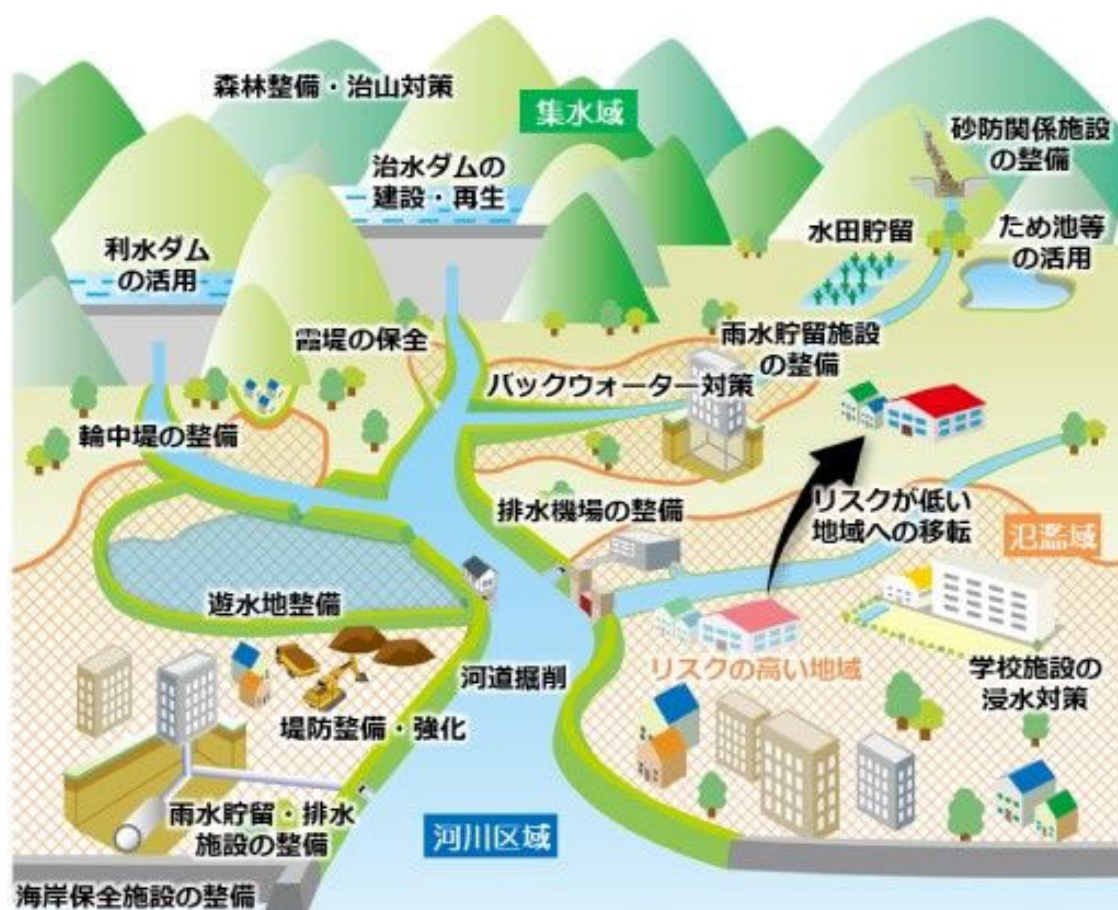 森林整備・治山対策
集水域
砂防関係施設
の整備
治水ダムの
建設・再生
水田貯留
ため池等
の活用
利水ダム
の活用
霞堤の保全
雨水貯留施設
の整備
バックウォーター対策
輪中堤の整備
排水機場の整備
リスクが低い
地域への移転
氾濫域
遊水地整備
リスクの高い地域
学校施設の
浸水対策
河道掘削
堤防整備・強化
雨水貯留・排水
施設の整備
河川区域
海岸保全施設の整備